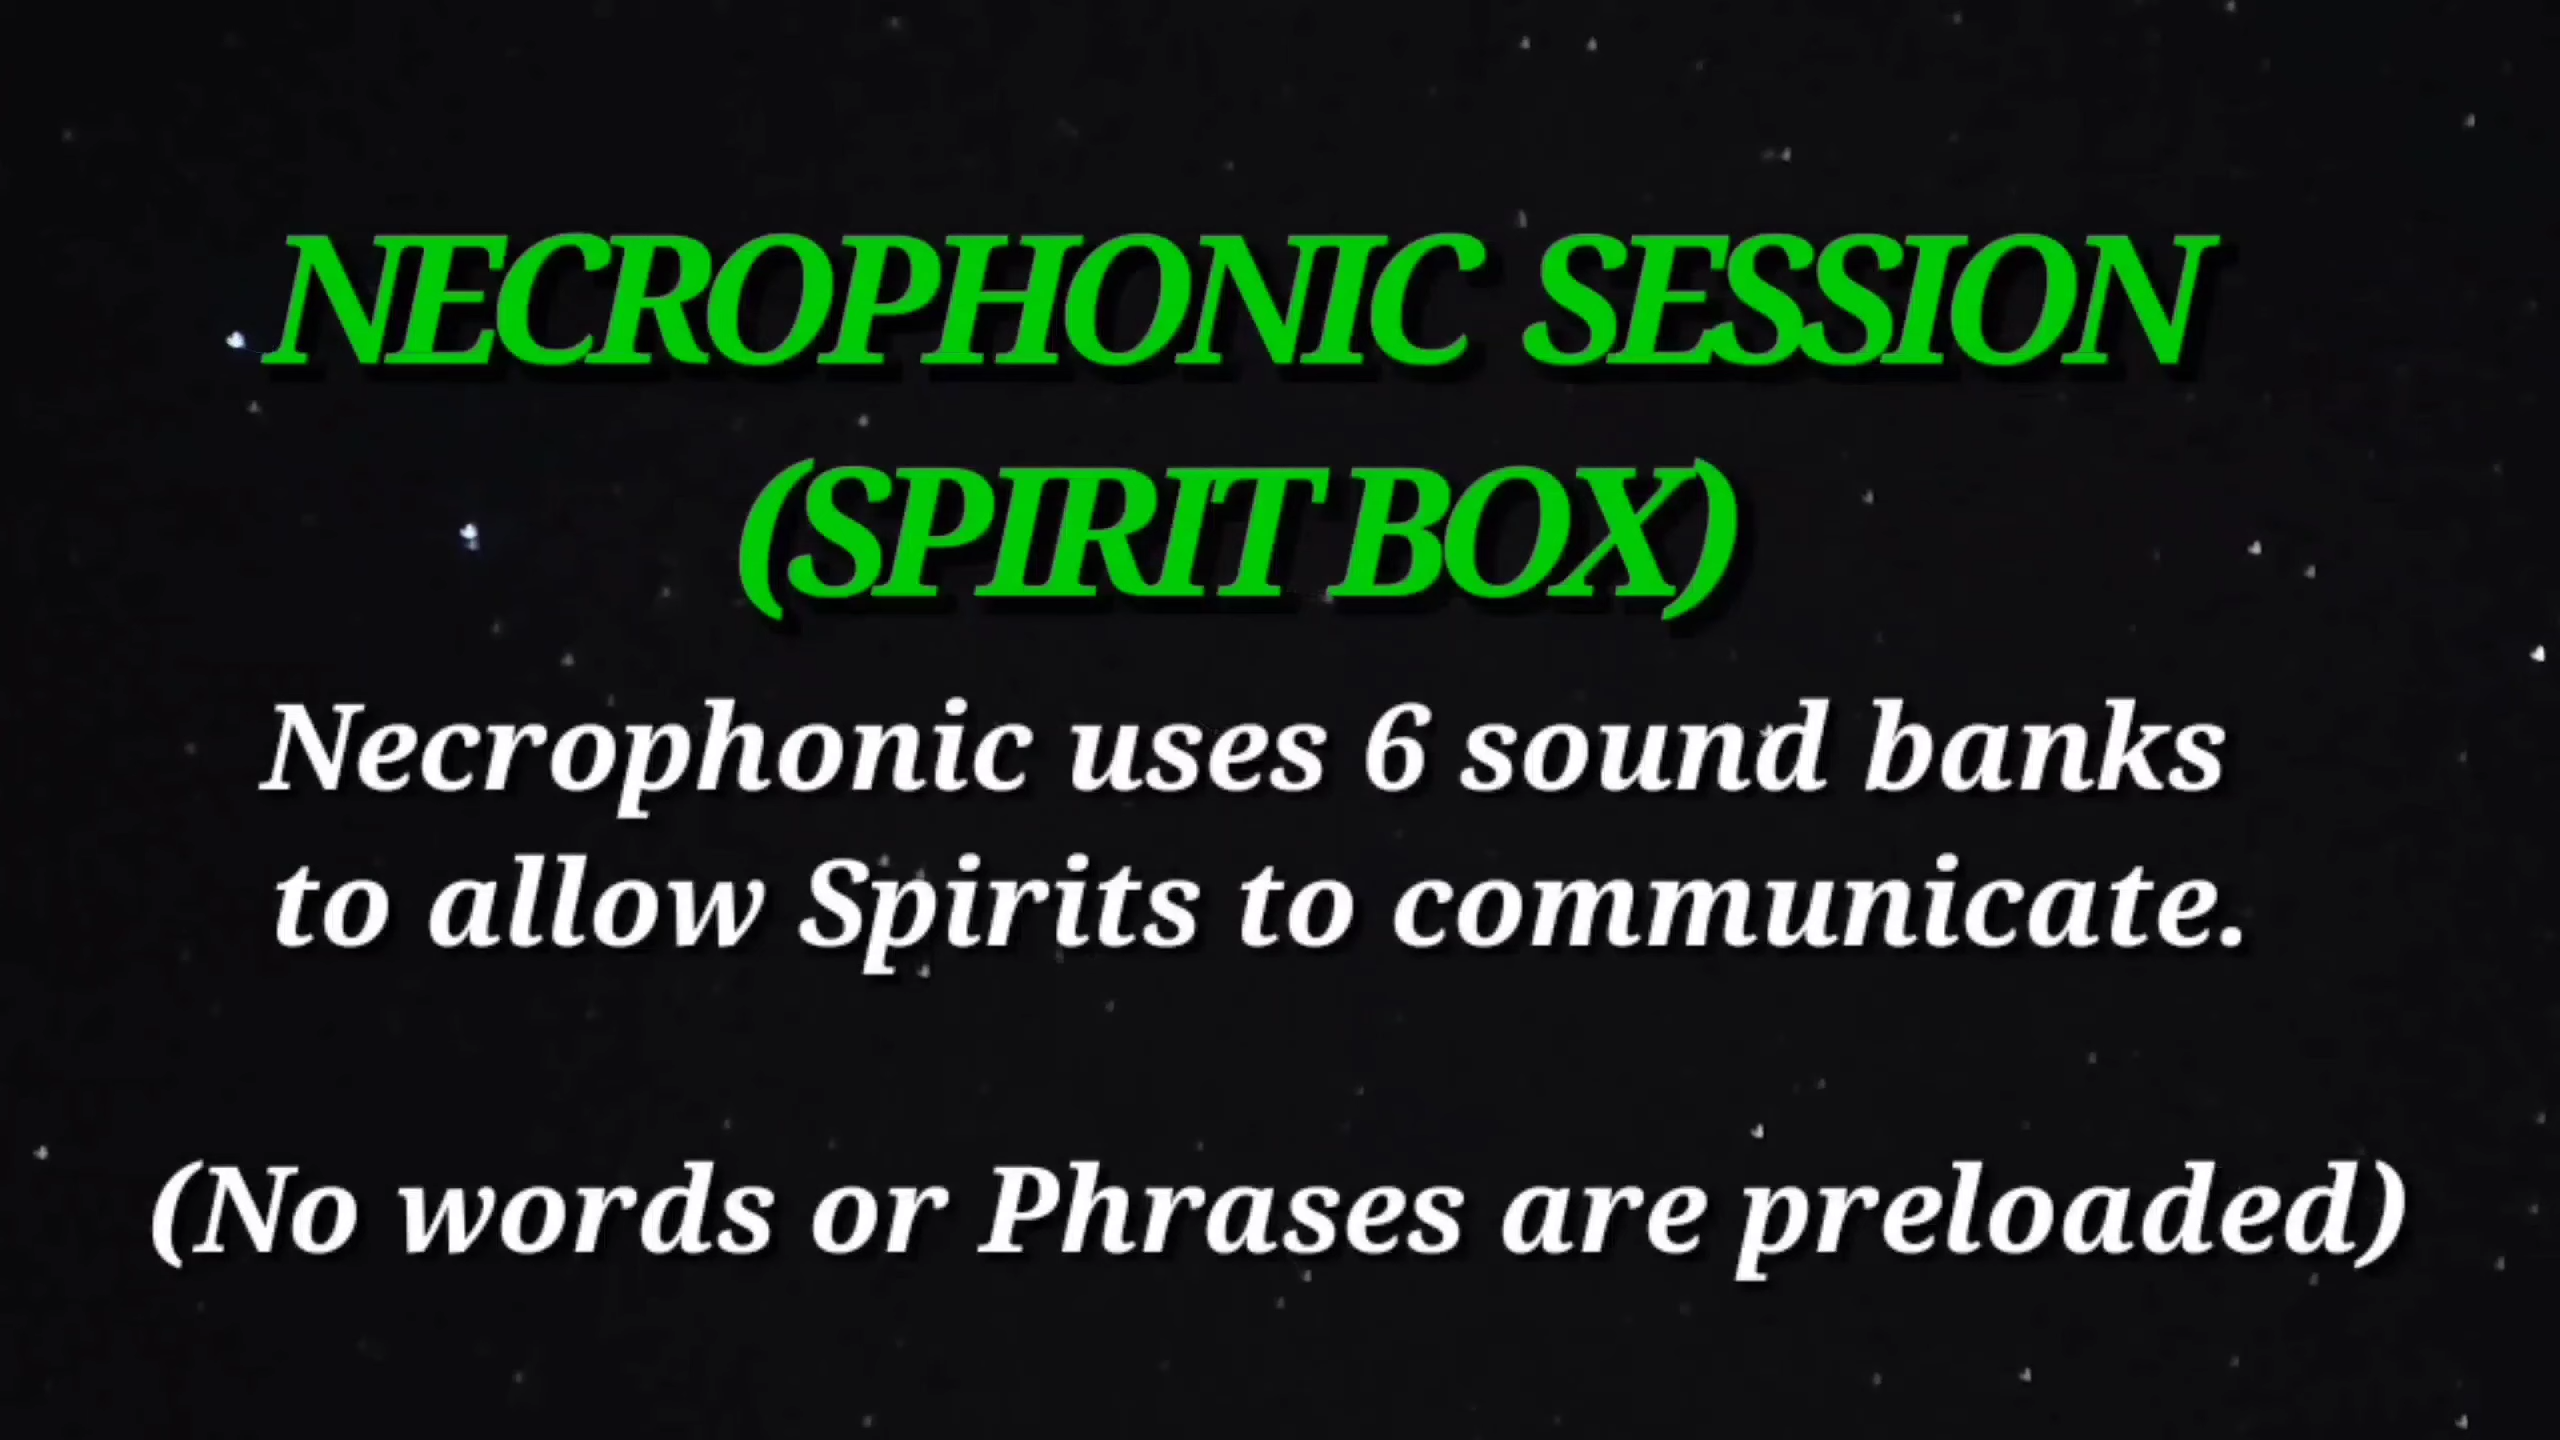 NECROPHONIC SESSION
(SPIRIT BOX)
Necrophonic uses 6 sound banks
to allow Spirits to communicate.
(No words or Phrases are preloaded)